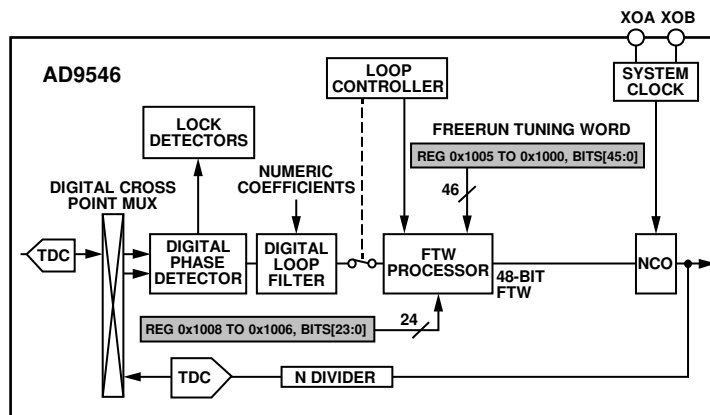 XOA XOB
AD9546
LOOP
CONTROLLER
SYSTEM
CLOCK
LOCK
DETECTORS
FREERUN TUNING WORD
REG 0x1005 TO 0x1000, BITS[45:0]
NUMERIC
COEFFICIENTS
46
DIGITAL CROSS
POINT MUX
TDC
DIGITAL
PHASE
DETECTOR
DIGITAL
LOOP
FILTER
FTW
PROCESSOR
48-BIT
FTW
NCO
REG 0x1008 TO 0x1006, BITS[23:0]
24
TDC
N DIVIDER